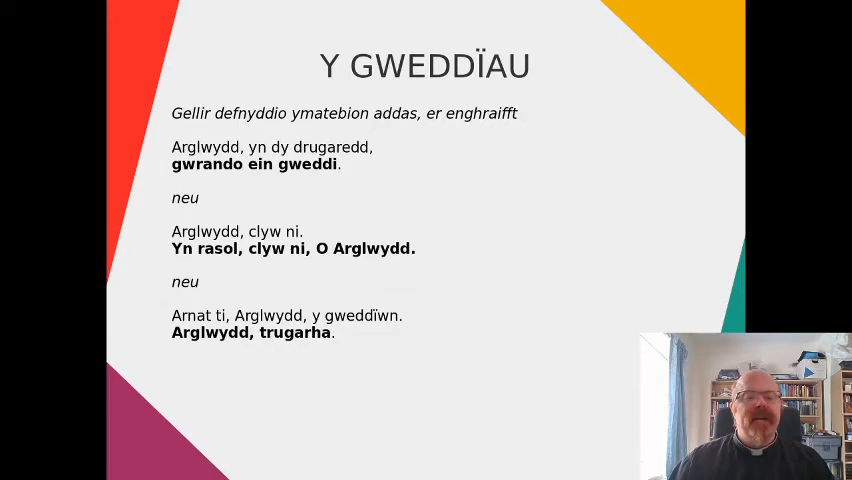 Y GWEDDÏAU
Gellir defnyddio ymatebion addas, er enghraifft
Arglwydd, yn dy drugaredd,
gwrando ein gweddi.
neu
Arglwydd, clyw ni.
Yn rasol, clyw ni, O Arglwydd.
neu
Arnat ti, Arglwydd, y gweddïwn.
Arglwydd, trugarha.